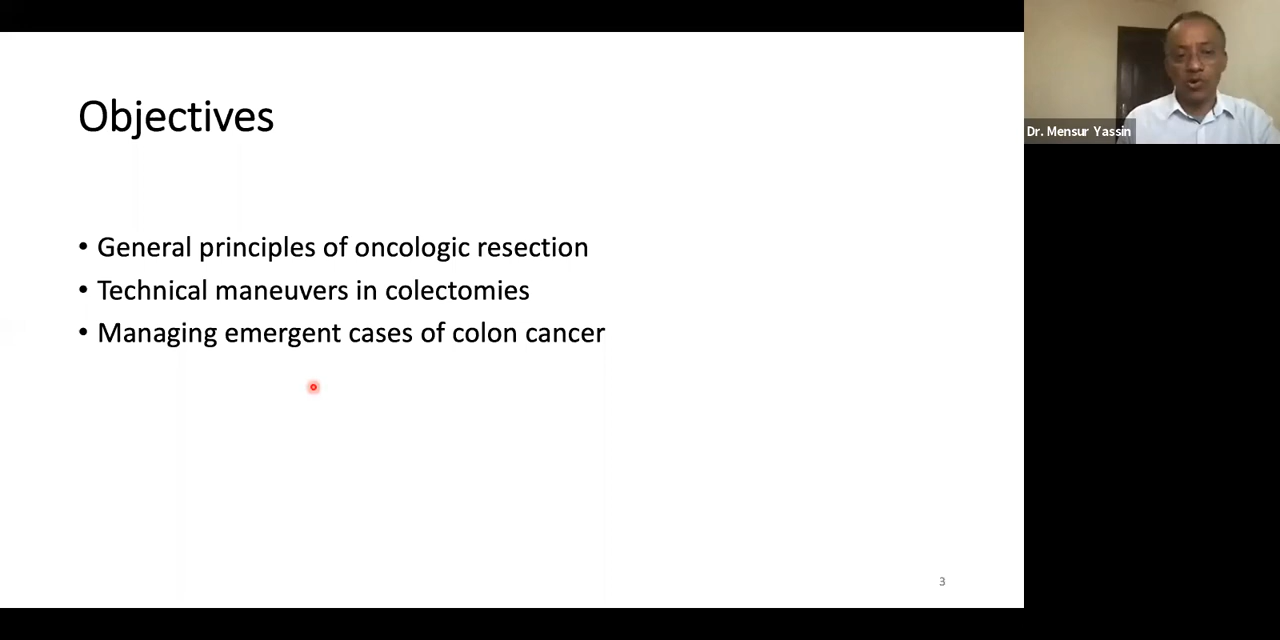 Objectives
• General principles of oncologic resection
• Technical maneuvers in colectomies
• Managing emergent cases of colon cancer
3
Dr. Mensur Yassin